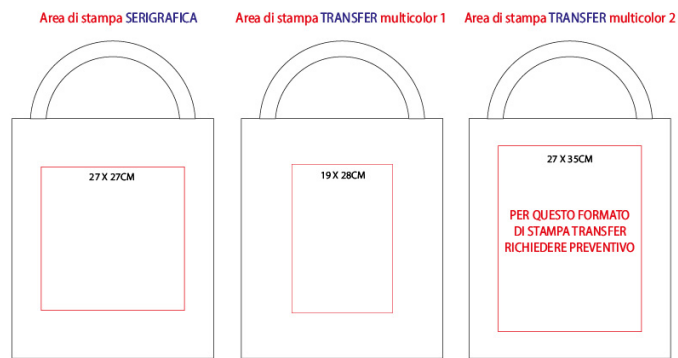 Area di stampa SERIGRAFICA
Area di stampa TRANSFER multicolor 1
Area di stampa TRANSFER multicolor 2
27 X 27CM
19 X 28CM
27 X 35CM
PER QUESTO FORMATO
DI STAMPA TRANSFER
RICHIEDERE PREVENTIVO